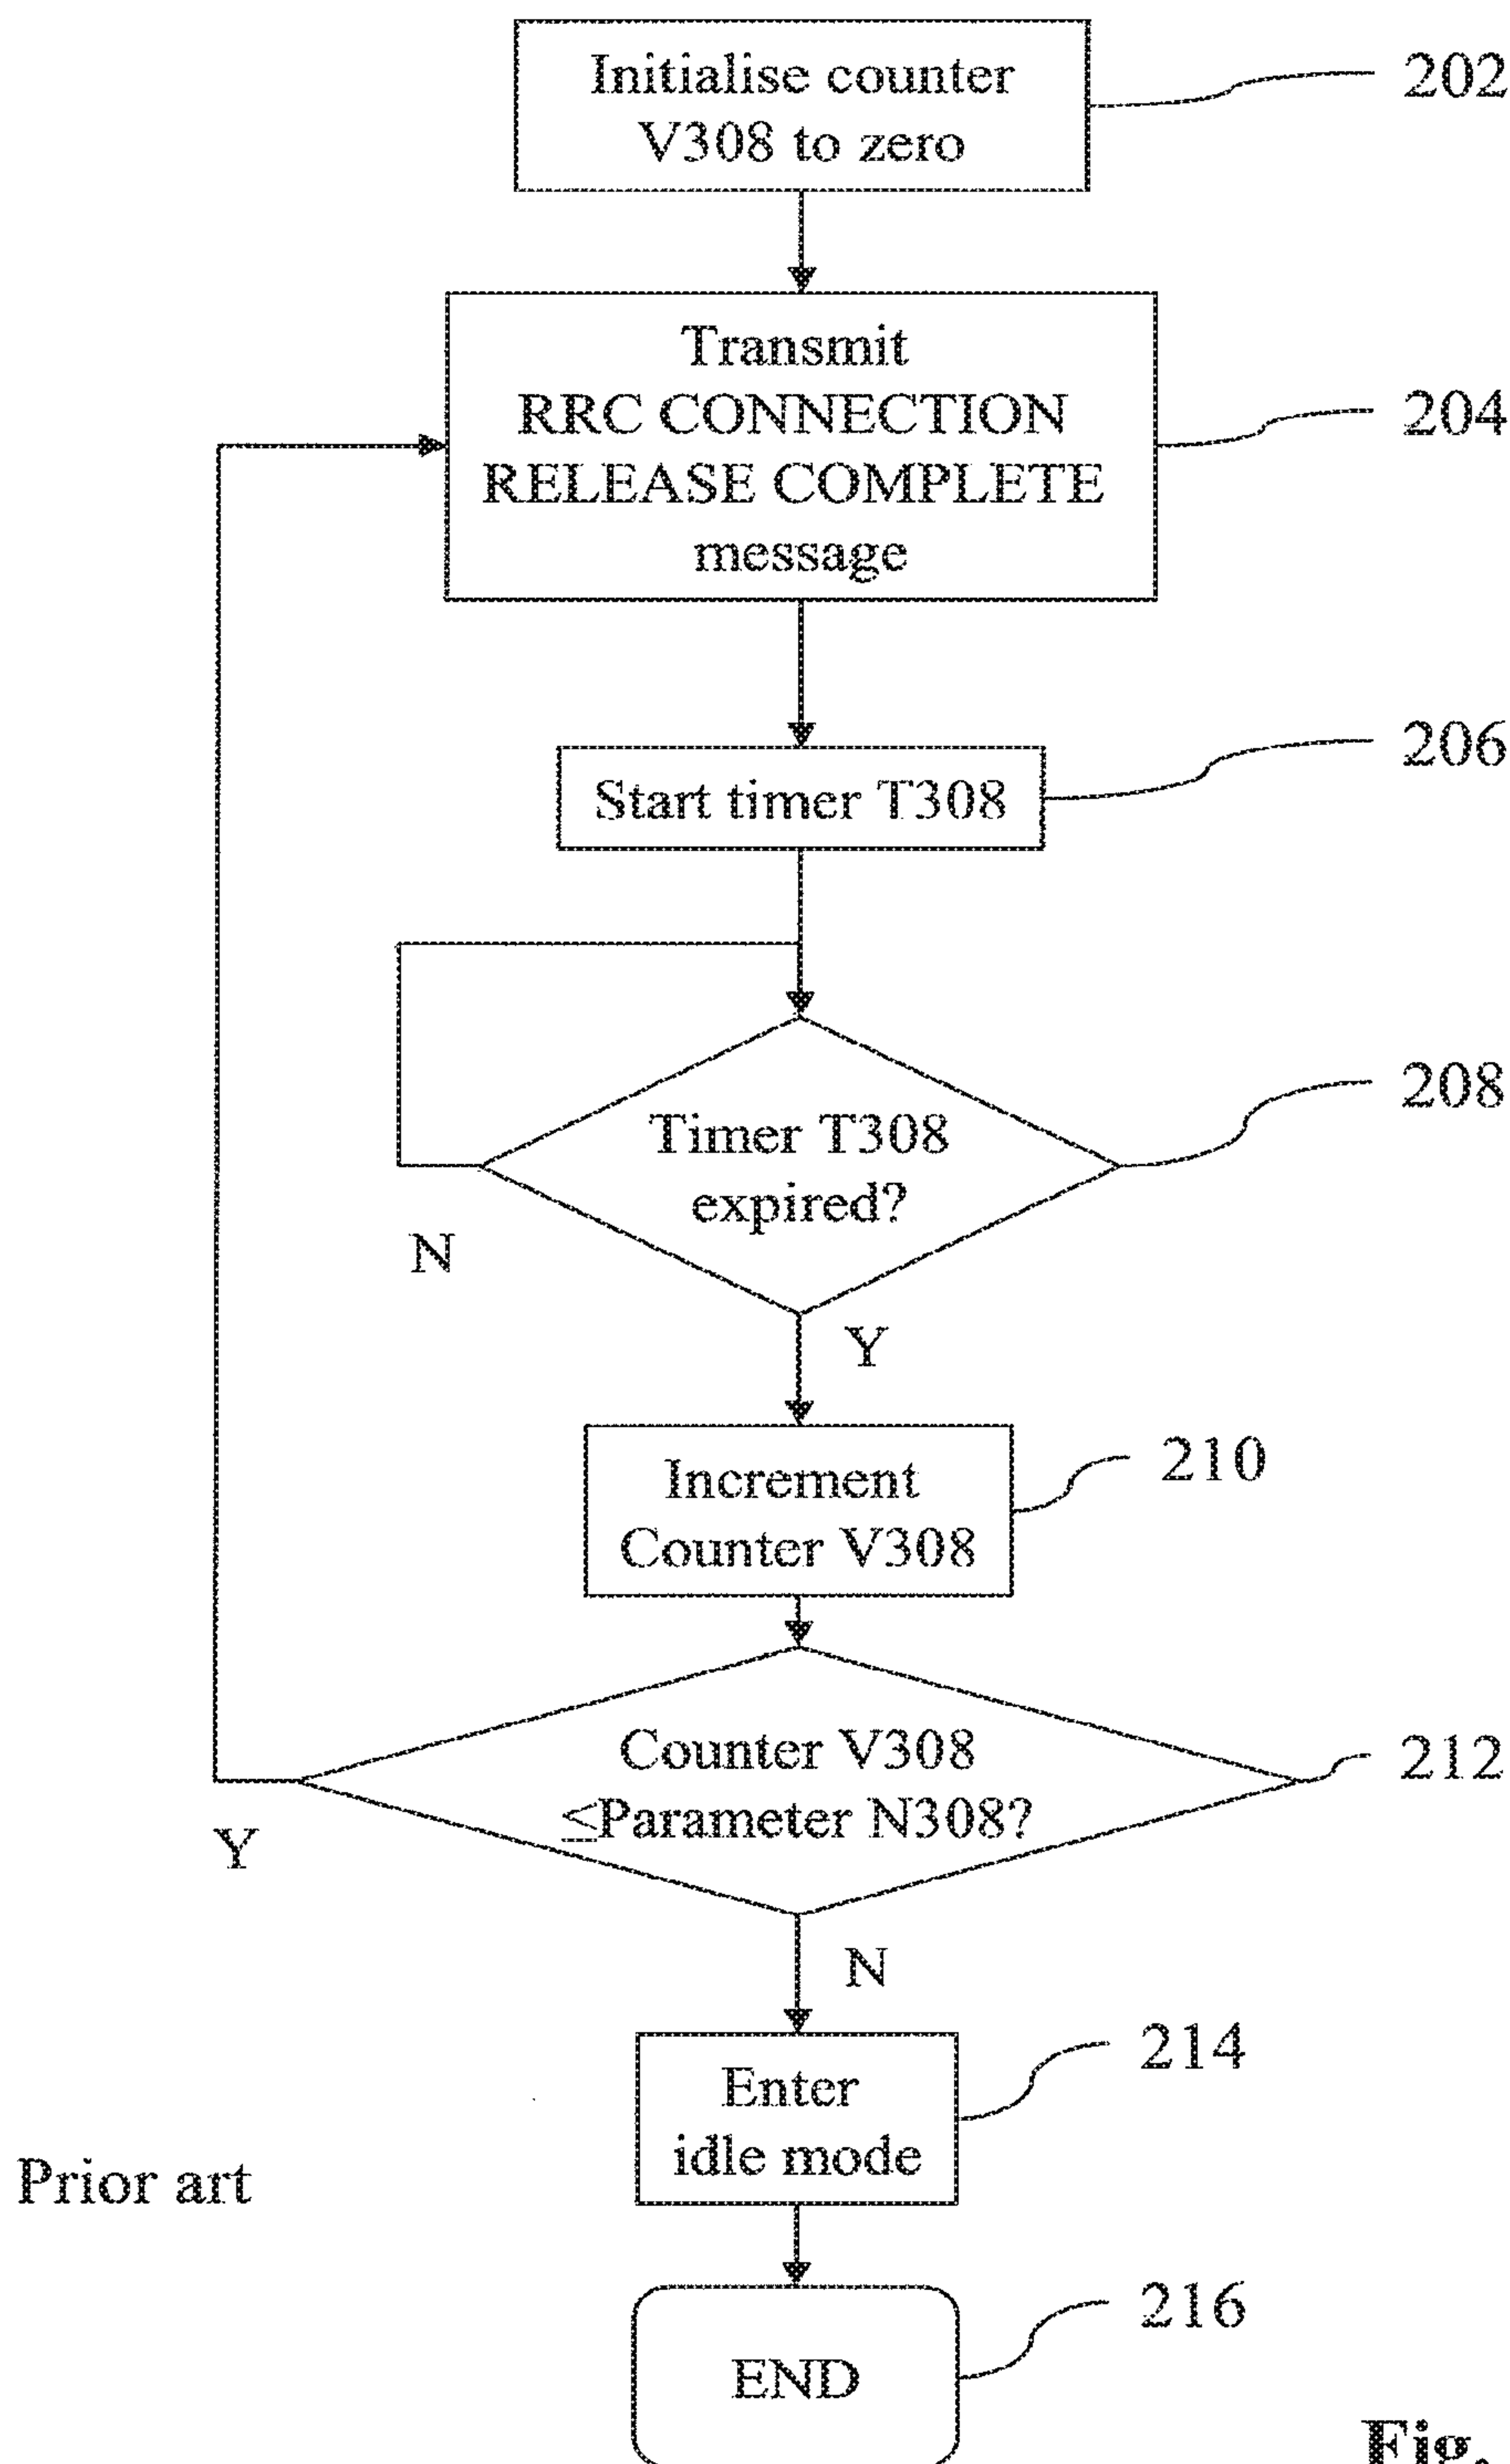 Initialise counter
V308 to zero
202
Transmit
RRC CONNECTION
RELEASE COMPLETE
message
204
Start timer T308
206
Timer T308
expired?
208
N
Y
Increment
Counter V308
210
Counter V308
≤Parameter N308?
212
Y
N
Enter
idle mode
214
Prior art
END
216
Fig.